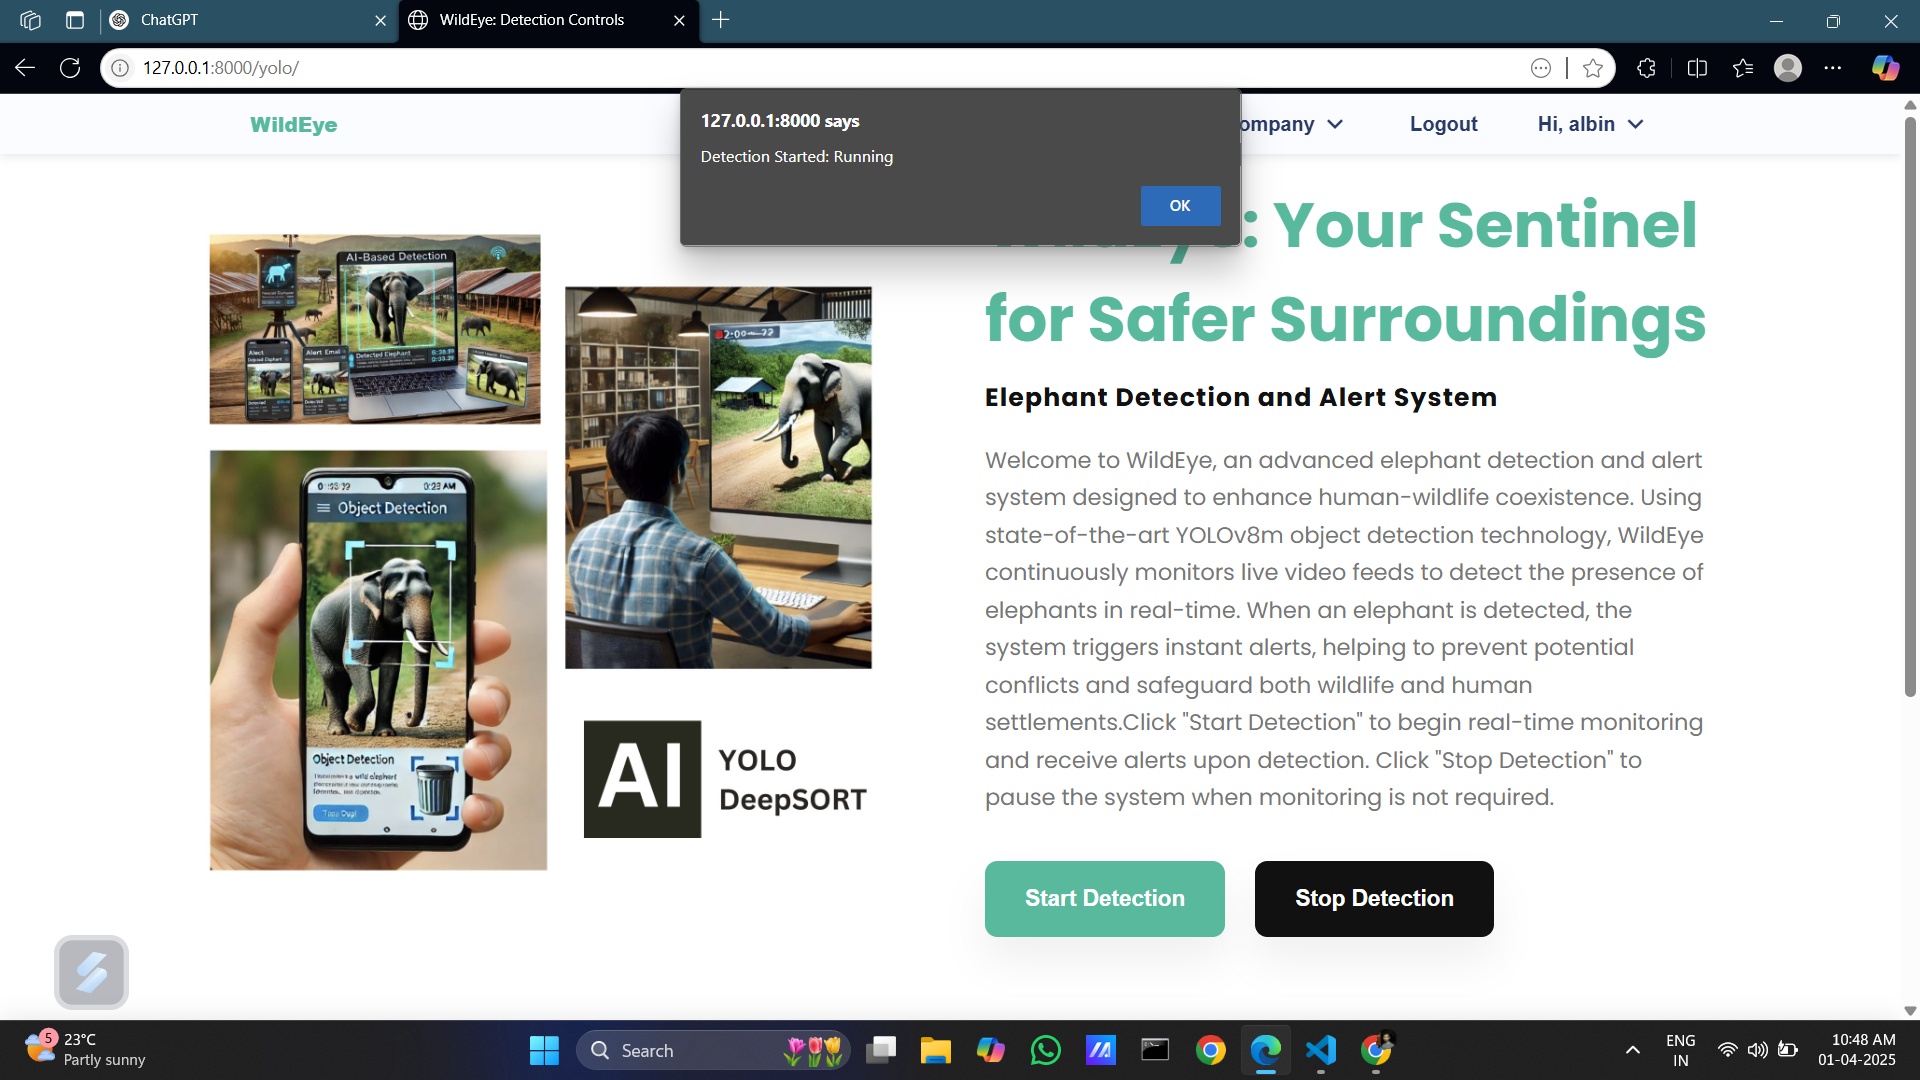 ChatGPT
WildEye: Detection Controls
127.0.0.1:8000/yolo/
WildEye
ompany
Logout
Hi, albin
127.0.0.1:8000 says
Detection Started: Running
OK
: Your Sentinel
for Safer Surroundings
Elephant Detection and Alert System
Welcome to WildEye, an advanced elephant detection and alert
system designed to enhance human-wildlife coexistence. Using
state-of-the-art YOLOv8m object detection technology, WildEye
continuously monitors live video feeds to detect the presence of
elephants in real-time. When an elephant is detected, the
system triggers instant alerts, helping to prevent potential
conflicts and safeguard both wildlife and human
settlements.Click "Start Detection" to begin real-time monitoring
and receive alerts upon detection. Click "Stop Detection" to
pause the system when monitoring is not required.
Start Detection
Stop Detection
AI-Based Detection
Detected Elephant
Object Detection
Object Detection
AI
YOLO
DeepSORT
5
23°C
Partly sunny
Search
ENG
IN
10:48 AM
01-04-2025